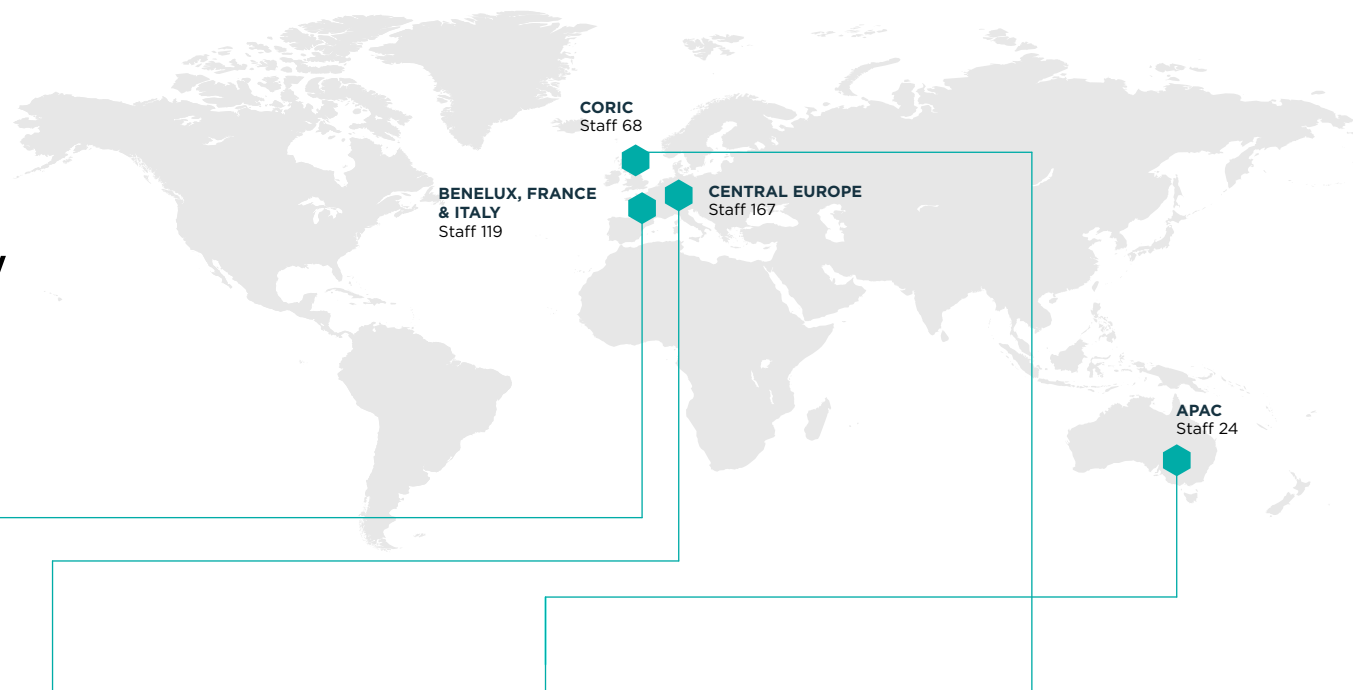 CORIC
Staff 68
BENELUX, FRANCE
& ITALY
Staff 119
CENTRAL EUROPE
Staff 167
APAC
Staff 24